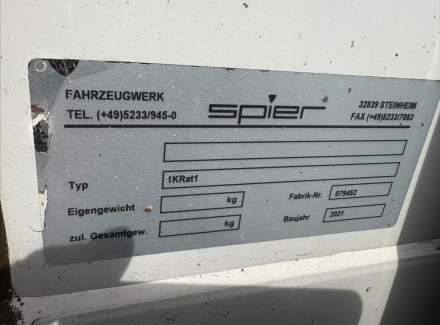 FAHRZEUGWERK
TEL. (+49)5233/945-0
spier®
32839 STEINHEIM
FAX (+49)5233/7083
Typ 1KRat1
Eigengewicht kg Fabrik-Nr. 079452
zul. Gesamtgew. kg Baujahr 2021